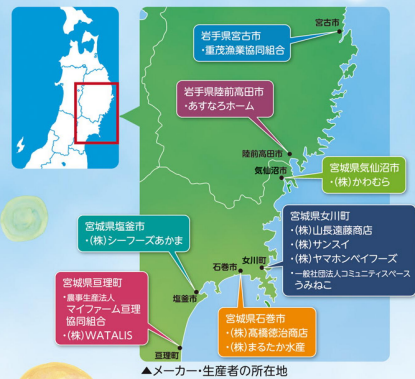 宮古市
岩手県宮古市
・重茂漁業協同組合
岩手県陸前高田市
・あすなろホーム
陸前高田市
気仙沼市
宮城県気仙沼市
・(株)かわむら
宮城県女川町
・(株)山長遠藤商店
・(株)サンスイ
・(株)ヤマホンベイフーズ
・一般社団法人コミュニティスペース
うみねこ
宮城県塩釜市
・(株)シーフーズあかま
女川町
石巻市
塩釜市
宮城県亘理町
・農事生産法人
マイファーム亘理
協同組合
・(株)WATALIS
宮城県石巻市
・(株)髙橋徳治商店
・(株)まるたか水産
亘理町
▲メーカー・生産者の所在地